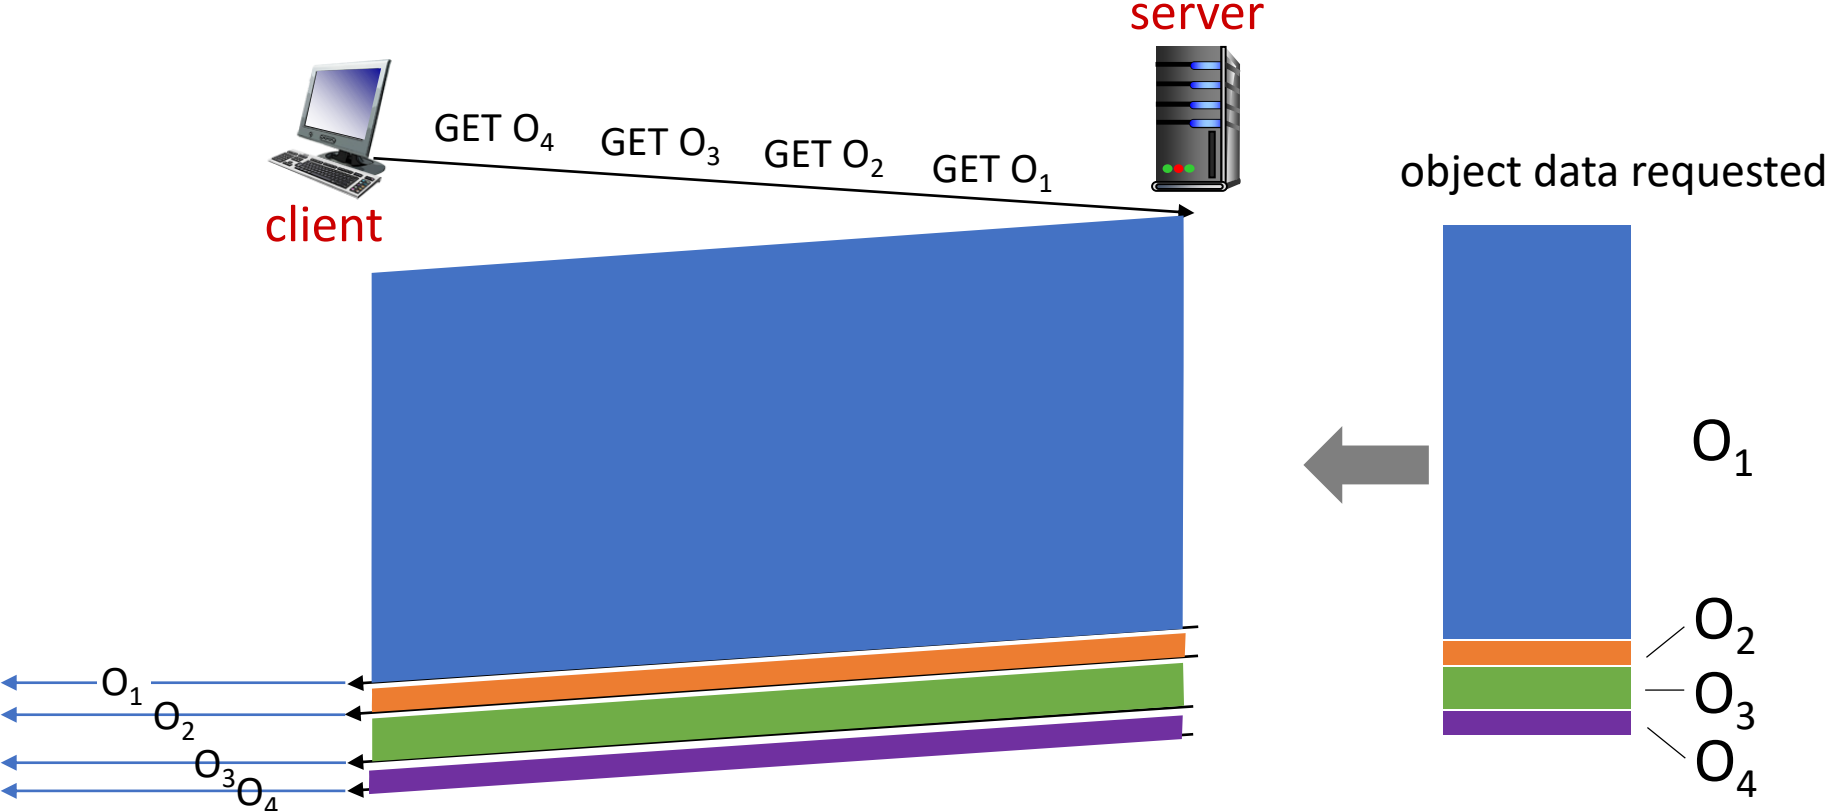 server
GET O₄ GET O₃ GET O₂ GET O₁
object data requested
client
O₁
O₂
O₁
O₃
O₂
O₃
O₄
O₄